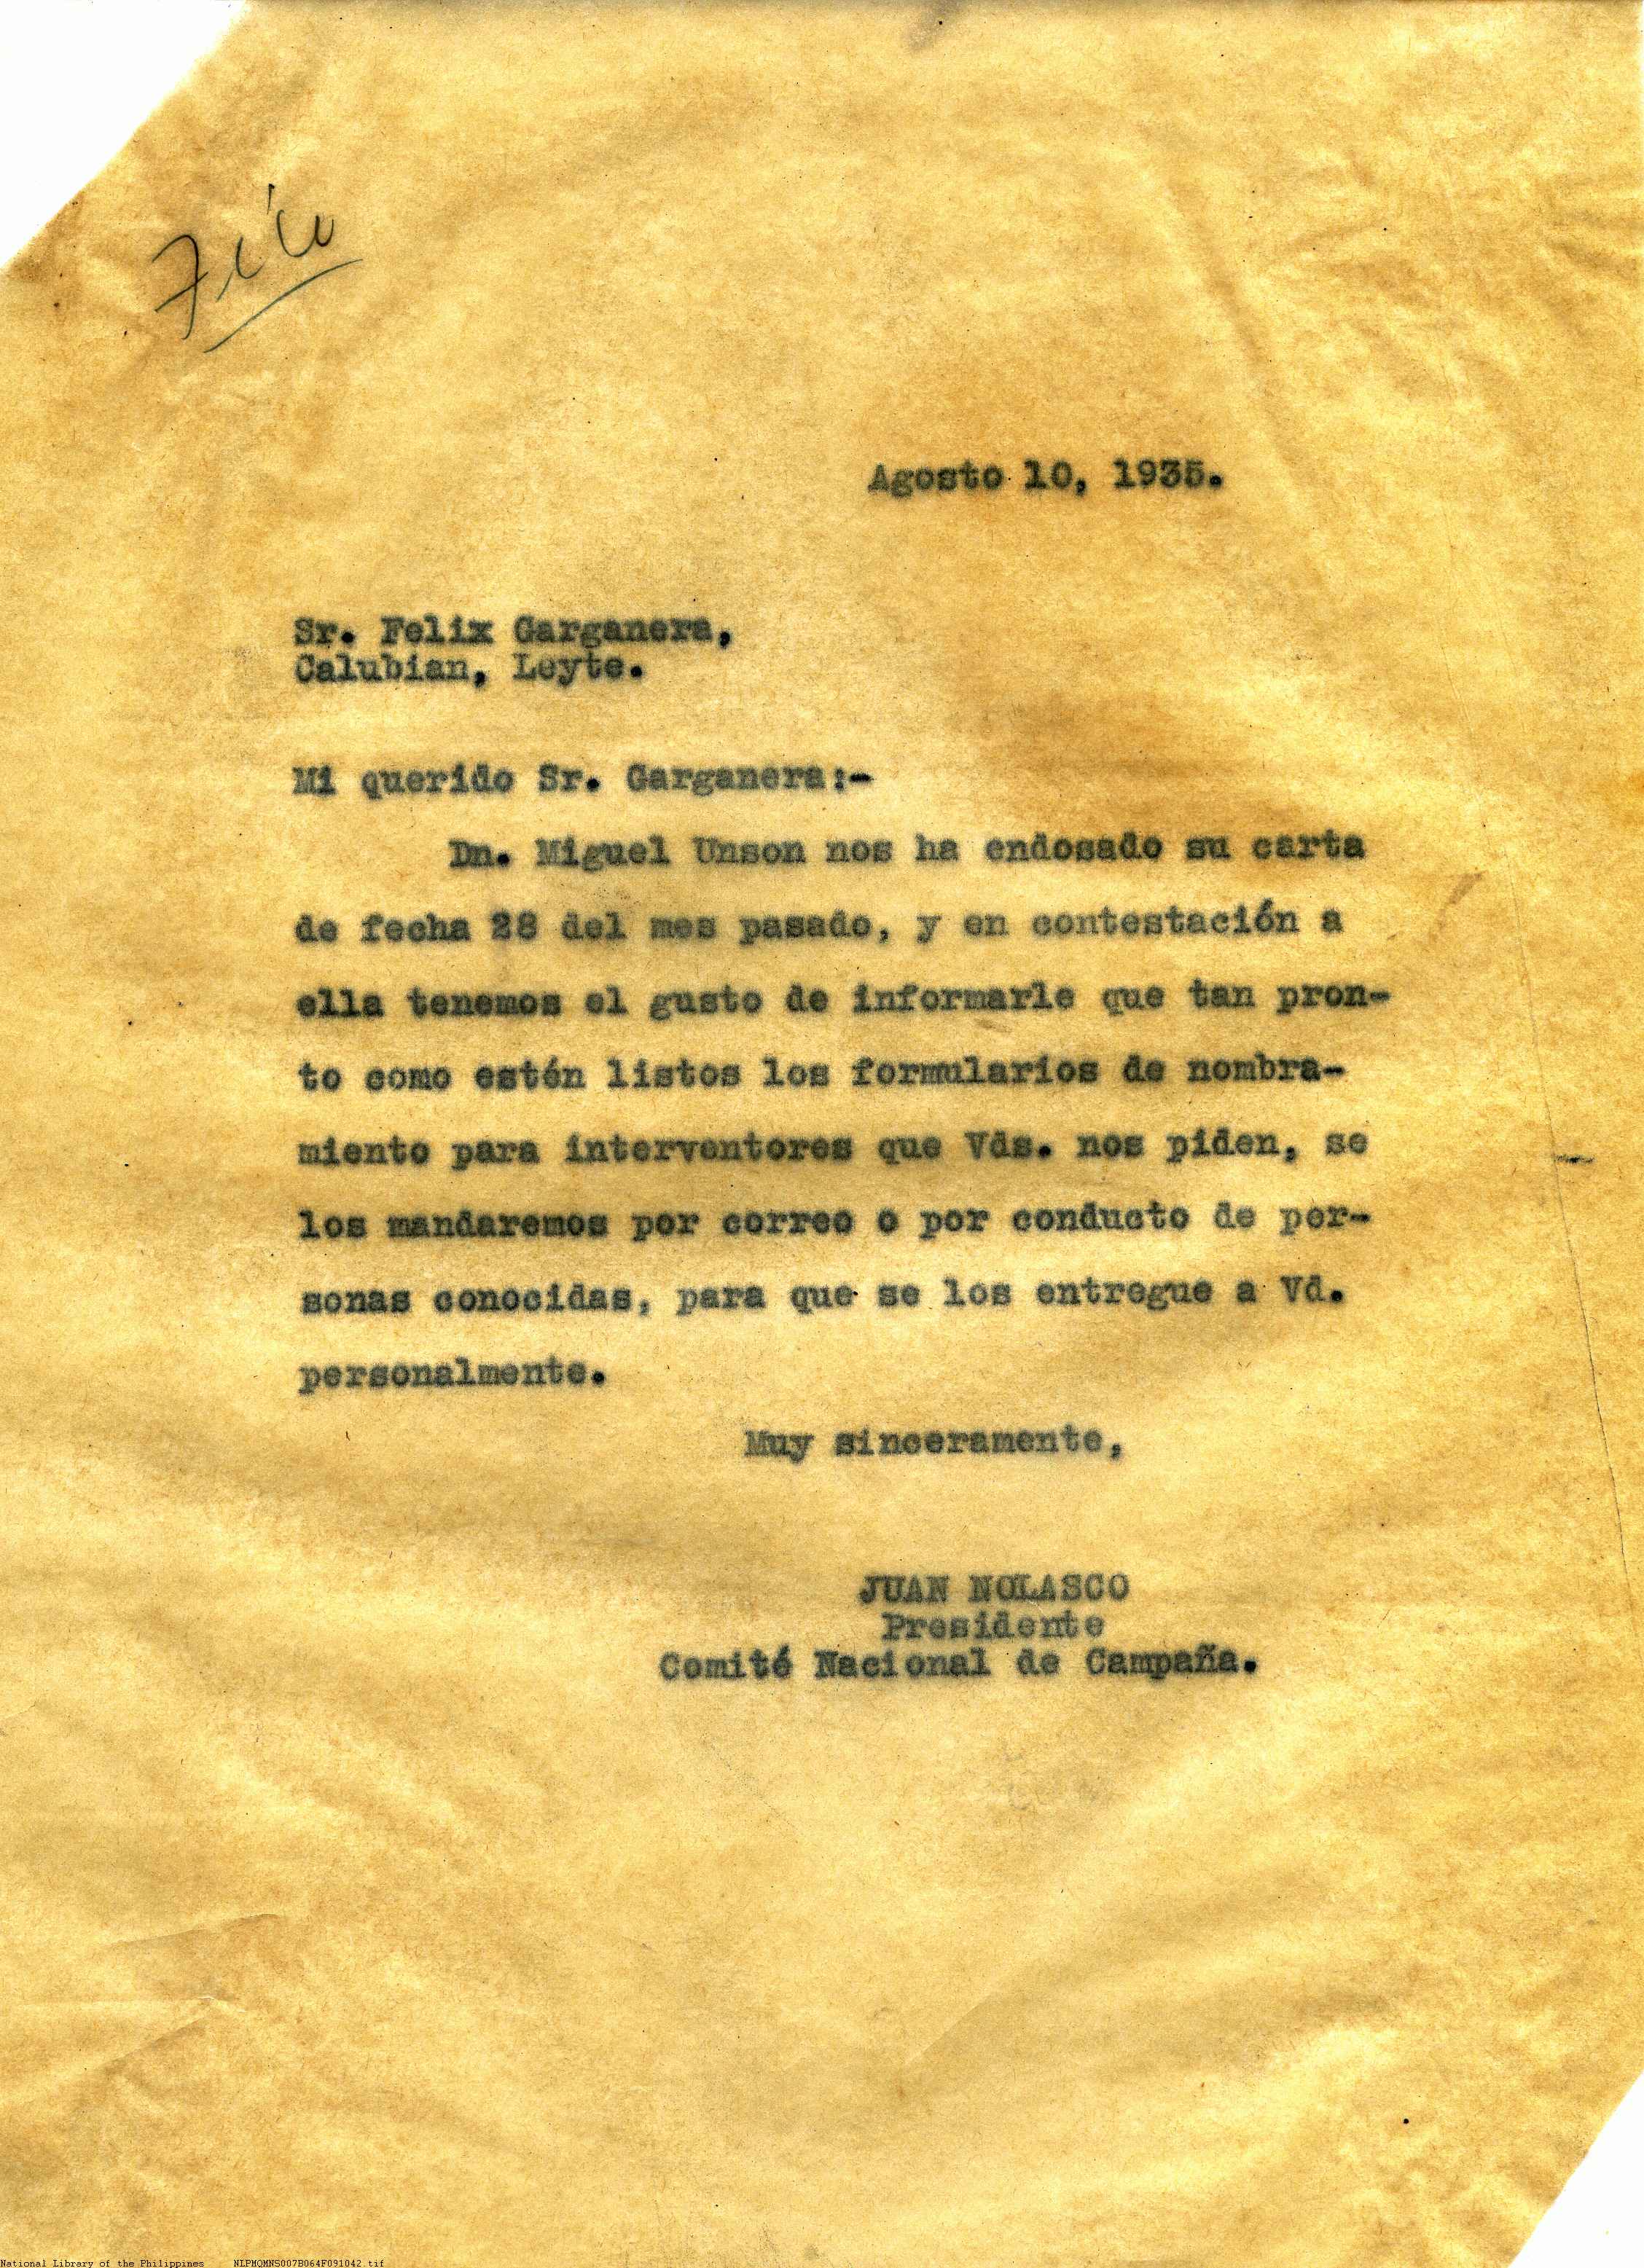 File
Agosto 10, 1935.
Sr. Felix Garganera,
Calubian, Leyte.
Mi querido Sr. Garganera:-
Dn. Miguel Unson nos ha endosado su carta
de fecha 28 del mes pasado, y en contestación a
ella tenemos el gusto de informarle que tan pron-
to como estén listos los formularios de nombra-
miento para interventores que Vds. nos piden, se
los mandaremos por correo o por conducto de per-
sonas conocidas, para que se los entregue a Vd.
personalmente.
Muy sinceramente,
JUAN NOLASCO
Presidente
Comité Nacional de Campaña.
National Library of the Philippines NLPMQMNS007B064F091042.tif